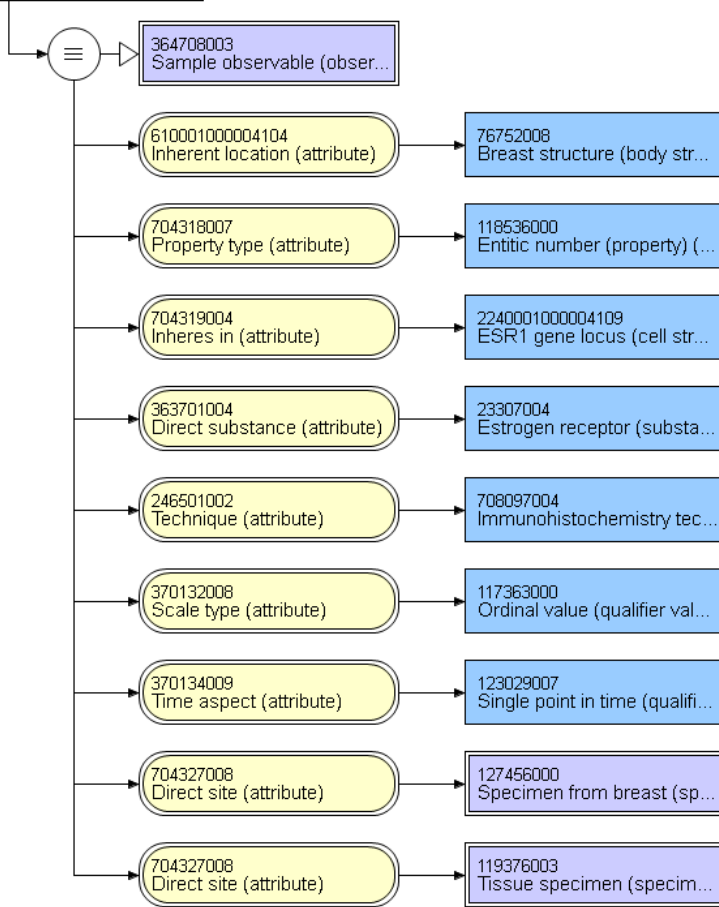 364708003
Sample observable (obser...
610001000004104
Inherent location (attribute)
76752008
Breast structure (body str...
704318007
Property type (attribute)
118536000
Entitic number (property) (...
704319004
Inheres in (attribute)
2240001000004109
ESR1 gene locus (cell str...
363701004
Direct substance (attribute)
23307004
Estrogen receptor (substa...
246501002
Technique (attribute)
708097004
Immunohistochemistry tec...
370132008
Scale type (attribute)
117363000
Ordinal value (qualifier val...
370134009
Time aspect (attribute)
123029007
Single point in time (qualifi...
704327008
Direct site (attribute)
127456000
Specimen from breast (sp...
704327008
Direct site (attribute)
119376003
Tissue specimen (specim...